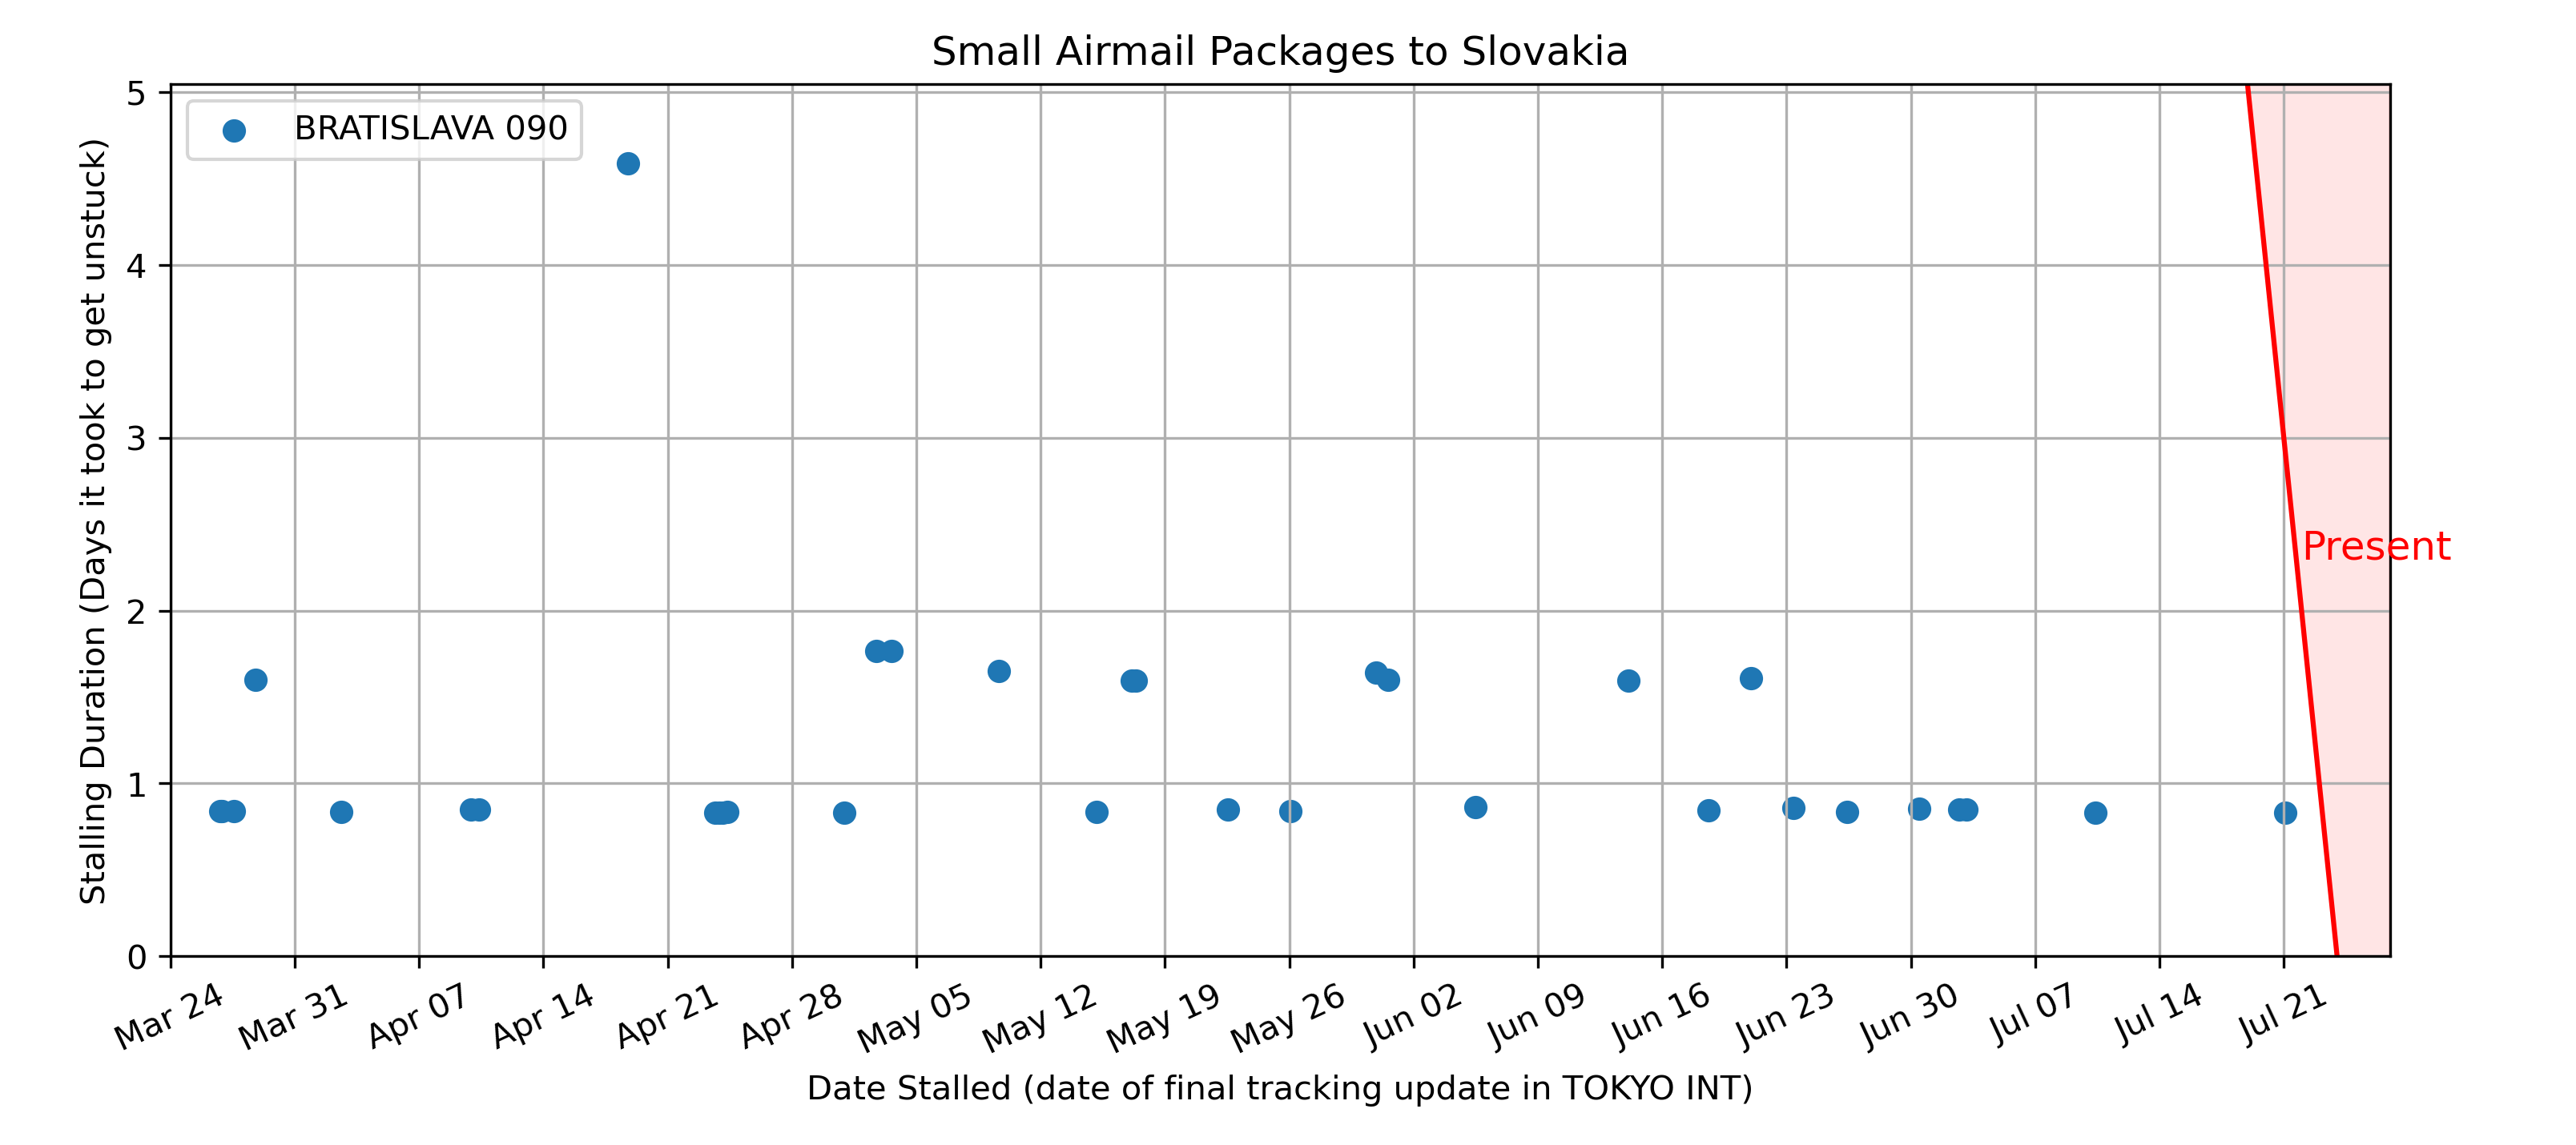 Small Airmail Packages to Slovakia
BRATISLAVA 090
Stalling Duration (Days it took to get unstuck)
5
4
3
2
1
0
Present
Mar 24
Mar 31
Apr 07
Apr 14
Apr 21
Apr 28
May 05
May 12
May 19
May 26
Jun 02
Jun 09
Jun 16
Jun 23
Jun 30
Jul 07
Jul 14
Jul 21
Date Stalled (date of final tracking update in TOKYO INT)